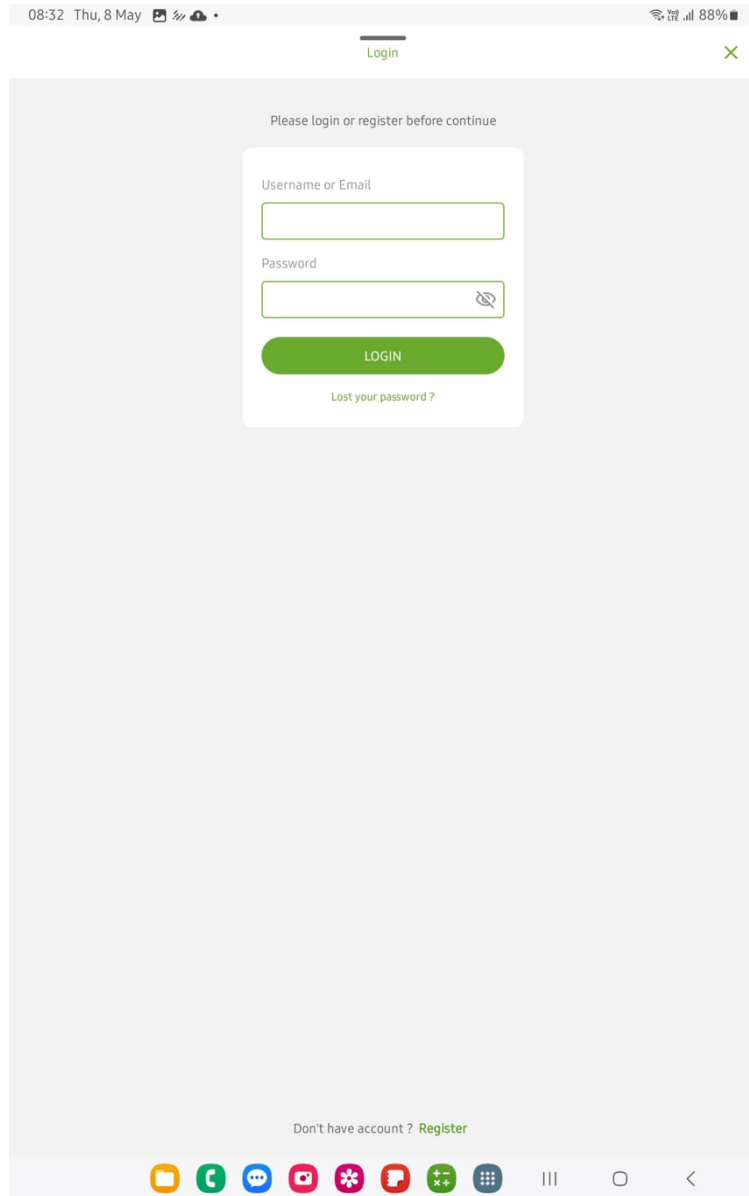 08:32 Thu, 8 May 88%
Login
Please login or register before continue
Username or Email
Password
LOGIN
Lost your password ?
Don't have account ? Register